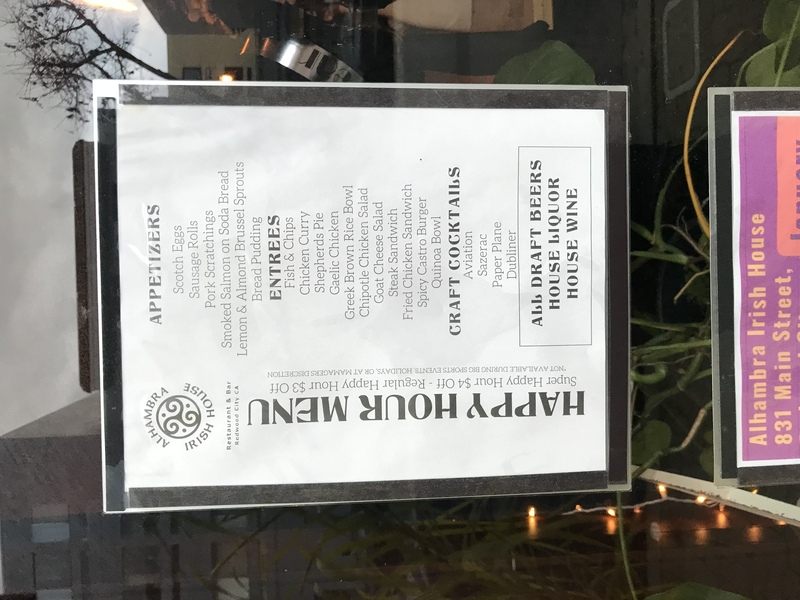 ALHAMBRA
IRISH HOUSE
Restaurant & Bar
Redwood City CA
HAPPY HOUR MENU
Super Happy Hour $4 Off - Regular Happy Hour $3 Off
*NOT AVAILABLE DURING BIG SPORTS EVENTS, HOLIDAYS, OR AT MAMAGERS DISCRETION
APPETIZERS
Scotch Eggs
Sausage Rolls
Pork Scratchings
Smoked Salmon on Soda Bread
Lemon & Almond Brussel Sprouts
Bread Pudding
ENTREES
Fish & Chips
Chicken Curry
Shepherds Pie
Gaelic Chicken
Greek Brown Rice Bowl
Chipotle Chicken Salad
Goat Cheese Salad
Steak Sandwich
Fried Chicken Sandwich
Spicy Castro Burger
Quinoa Bowl
CRAFT COCKTAILS
Aviation
Sazerac
Paper Plane
Dubliner
ALL DRAFT BEERS
HOUSE LIQUOR
HOUSE WINE
Alhambra Irish House
831 Main Street,
January